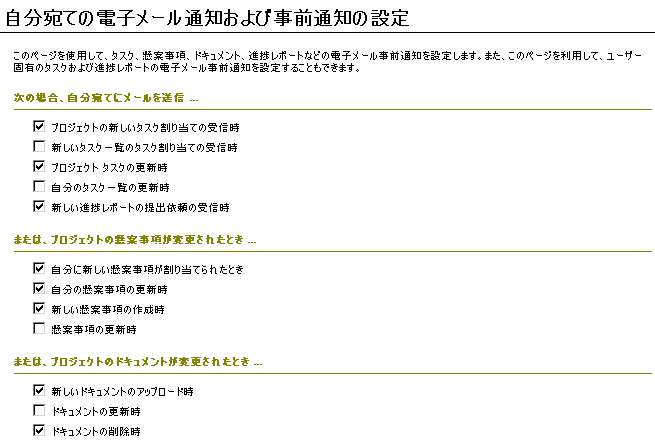 自分宛ての電子メール通知および事前通知の設定
このページを使用して、タスク、懸案事項、ドキュメント、進捗レポートなどの電子メール事前通知を設定します。また、このページを利用して、ユーザー
固有のタスクおよび進捗レポートの電子メール事前通知を設定することもできます。
次の場合、自分宛てにメールを送信 ...
プロジェクトの新しいタスク割り当ての受信時
新しいタスク一覧のタスク割り当ての受信時
プロジェクト タスクの更新時
自分のタスク一覧の更新時
新しい進捗レポートの提出依頼の受信時
または、プロジェクトの懸案事項が変更されたとき ...
自分に新しい懸案事項が割り当てられたとき
自分の懸案事項の更新時
新しい懸案事項の作成時
懸案事項の更新時
または、プロジェクトのドキュメントが変更されたとき ...
新しいドキュメントのアップロード時
ドキュメントの更新時
ドキュメントの削除時